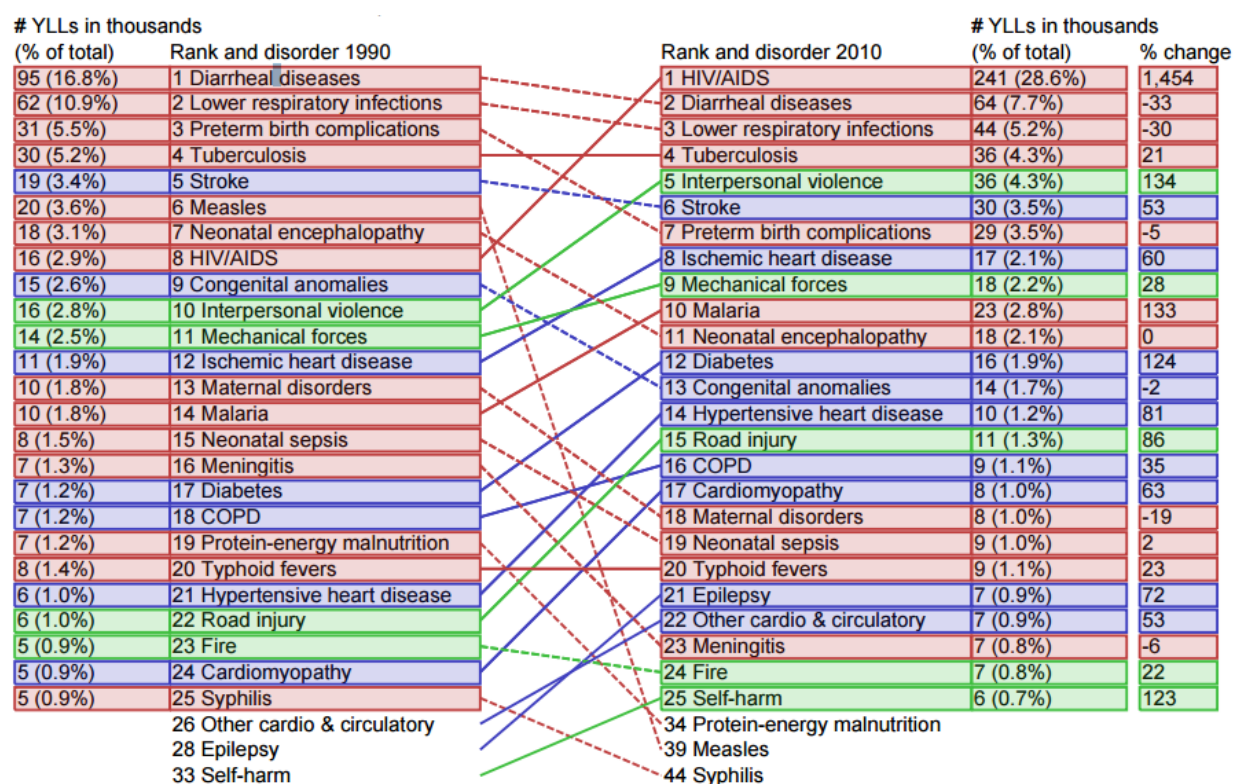 # YLLs in thousands # YLLs in thousands
(% of total) Rank and disorder 1990 Rank and disorder 2010 (% of total) % change
95 (16.8%) 1 Diarrheal diseases 1 HIV/AIDS 241 (28.6%) 1,454
62 (10.9%) 2 Lower respiratory infections 2 Diarrheal diseases 64 (7.7%) -33
31 (5.5%) 3 Preterm birth complications 3 Lower respiratory infections 44 (5.2%) -30
30 (5.2%) 4 Tuberculosis 4 Tuberculosis 36 (4.3%) 21
19 (3.4%) 5 Stroke 5 Interpersonal violence 36 (4.3%) 134
20 (3.6%) 6 Measles 6 Stroke 30 (3.5%) 53
18 (3.1%) 7 Neonatal encephalopathy 7 Preterm birth complications 29 (3.5%) -5
16 (2.9%) 8 HIV/AIDS 8 Ischemic heart disease 17 (2.1%) 60
15 (2.6%) 9 Congenital anomalies 9 Mechanical forces 18 (2.2%) 28
16 (2.8%) 10 Interpersonal violence 10 Malaria 23 (2.8%) 133
14 (2.5%) 11 Mechanical forces 11 Neonatal encephalopathy 18 (2.1%) 0
11 (1.9%) 12 Ischemic heart disease 12 Diabetes 16 (1.9%) 124
10 (1.8%) 13 Maternal disorders 13 Congenital anomalies 14 (1.7%) -2
10 (1.8%) 14 Malaria 14 Hypertensive heart disease 10 (1.2%) 81
8 (1.5%) 15 Neonatal sepsis 15 Road injury 11 (1.3%) 86
7 (1.3%) 16 Meningitis 16 COPD 9 (1.1%) 35
7 (1.2%) 17 Diabetes 17 Cardiomyopathy 8 (1.0%) 63
7 (1.2%) 18 COPD 18 Maternal disorders 8 (1.0%) -19
7 (1.2%) 19 Protein-energy malnutrition 19 Neonatal sepsis 9 (1.0%) 2
8 (1.4%) 20 Typhoid fevers 20 Typhoid fevers 9 (1.1%) 23
6 (1.0%) 21 Hypertensive heart disease 21 Epilepsy 7 (0.9%) 72
6 (1.0%) 22 Road injury 22 Other cardio & circulatory 7 (0.9%) 53
5 (0.9%) 23 Fire 23 Meningitis 7 (0.8%) -6
5 (0.9%) 24 Cardiomyopathy 24 Fire 7 (0.8%) 22
5 (0.9%) 25 Syphilis 25 Self-harm 6 (0.7%) 123
26 Other cardio & circulatory 34 Protein-energy malnutrition
28 Epilepsy 39 Measles
33 Self-harm 44 Syphilis